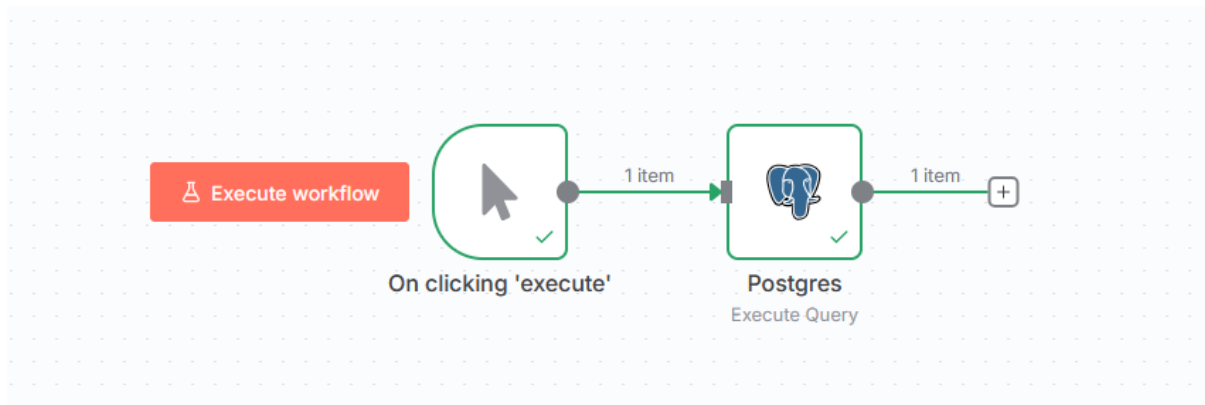 Execute workflow
1 item
1 item
On clicking 'execute'
Postgres
Execute Query